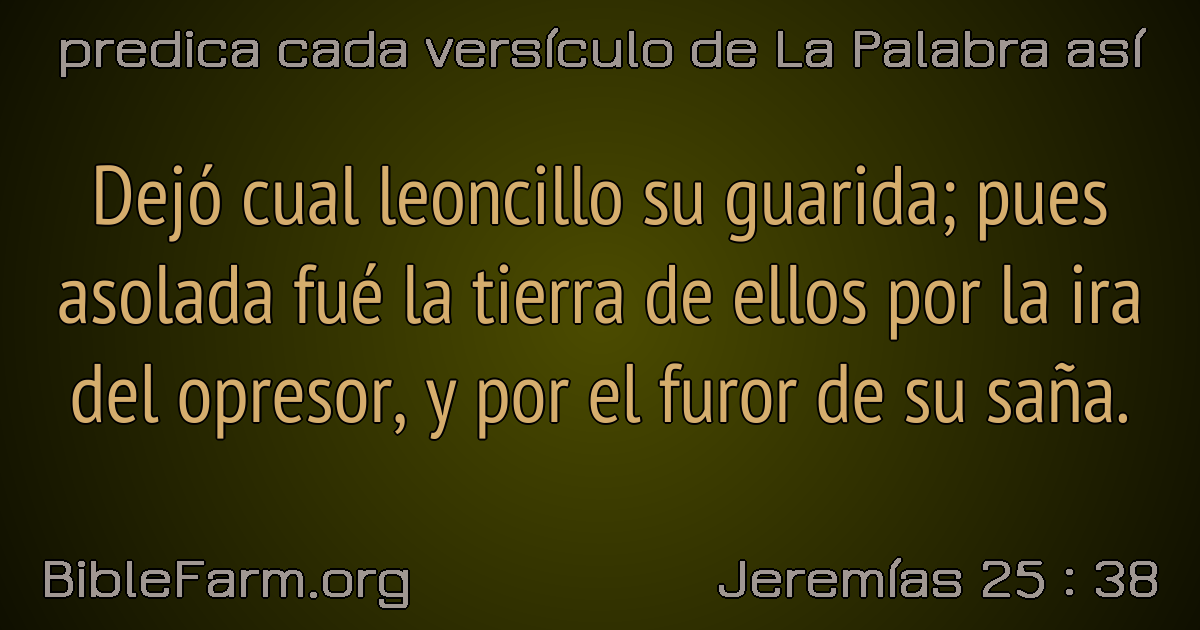 predica cada versículo de La Palabra así
Dejó cual leoncillo su guarida; pues
asolada fué la tierra de ellos por la ira
del opresor, y por el furor de su saña.
BibleFarm.org
Jeremías 25 : 38